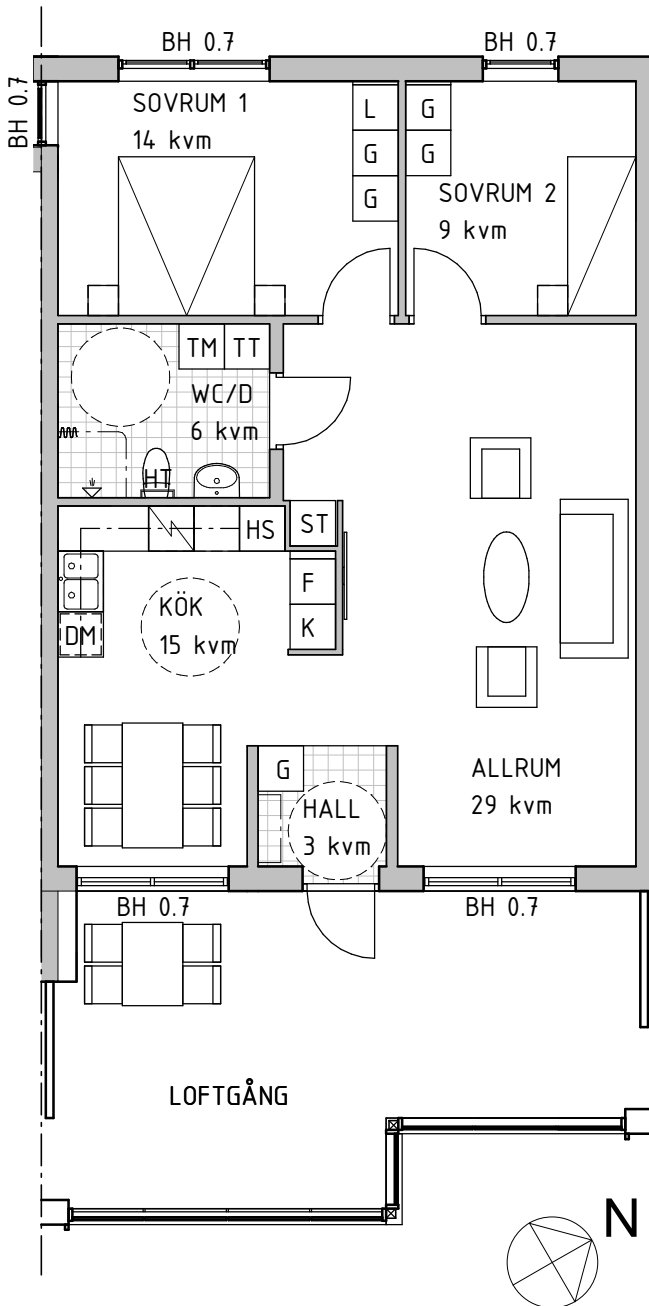 BH 0.7
BH 0.7
BH 0.7
SOVRUM 1
14 kvm
L
G
G
G
G
SOVRUM 2
9 kvm
TM
TT
WC/D
6 kvm
HT
HS
ST
F
K
KÖK
15 kvm
DM
G
HALL
3 kvm
ALLRUM
29 kvm
BH 0.7
BH 0.7
LOFTGÅNG
N